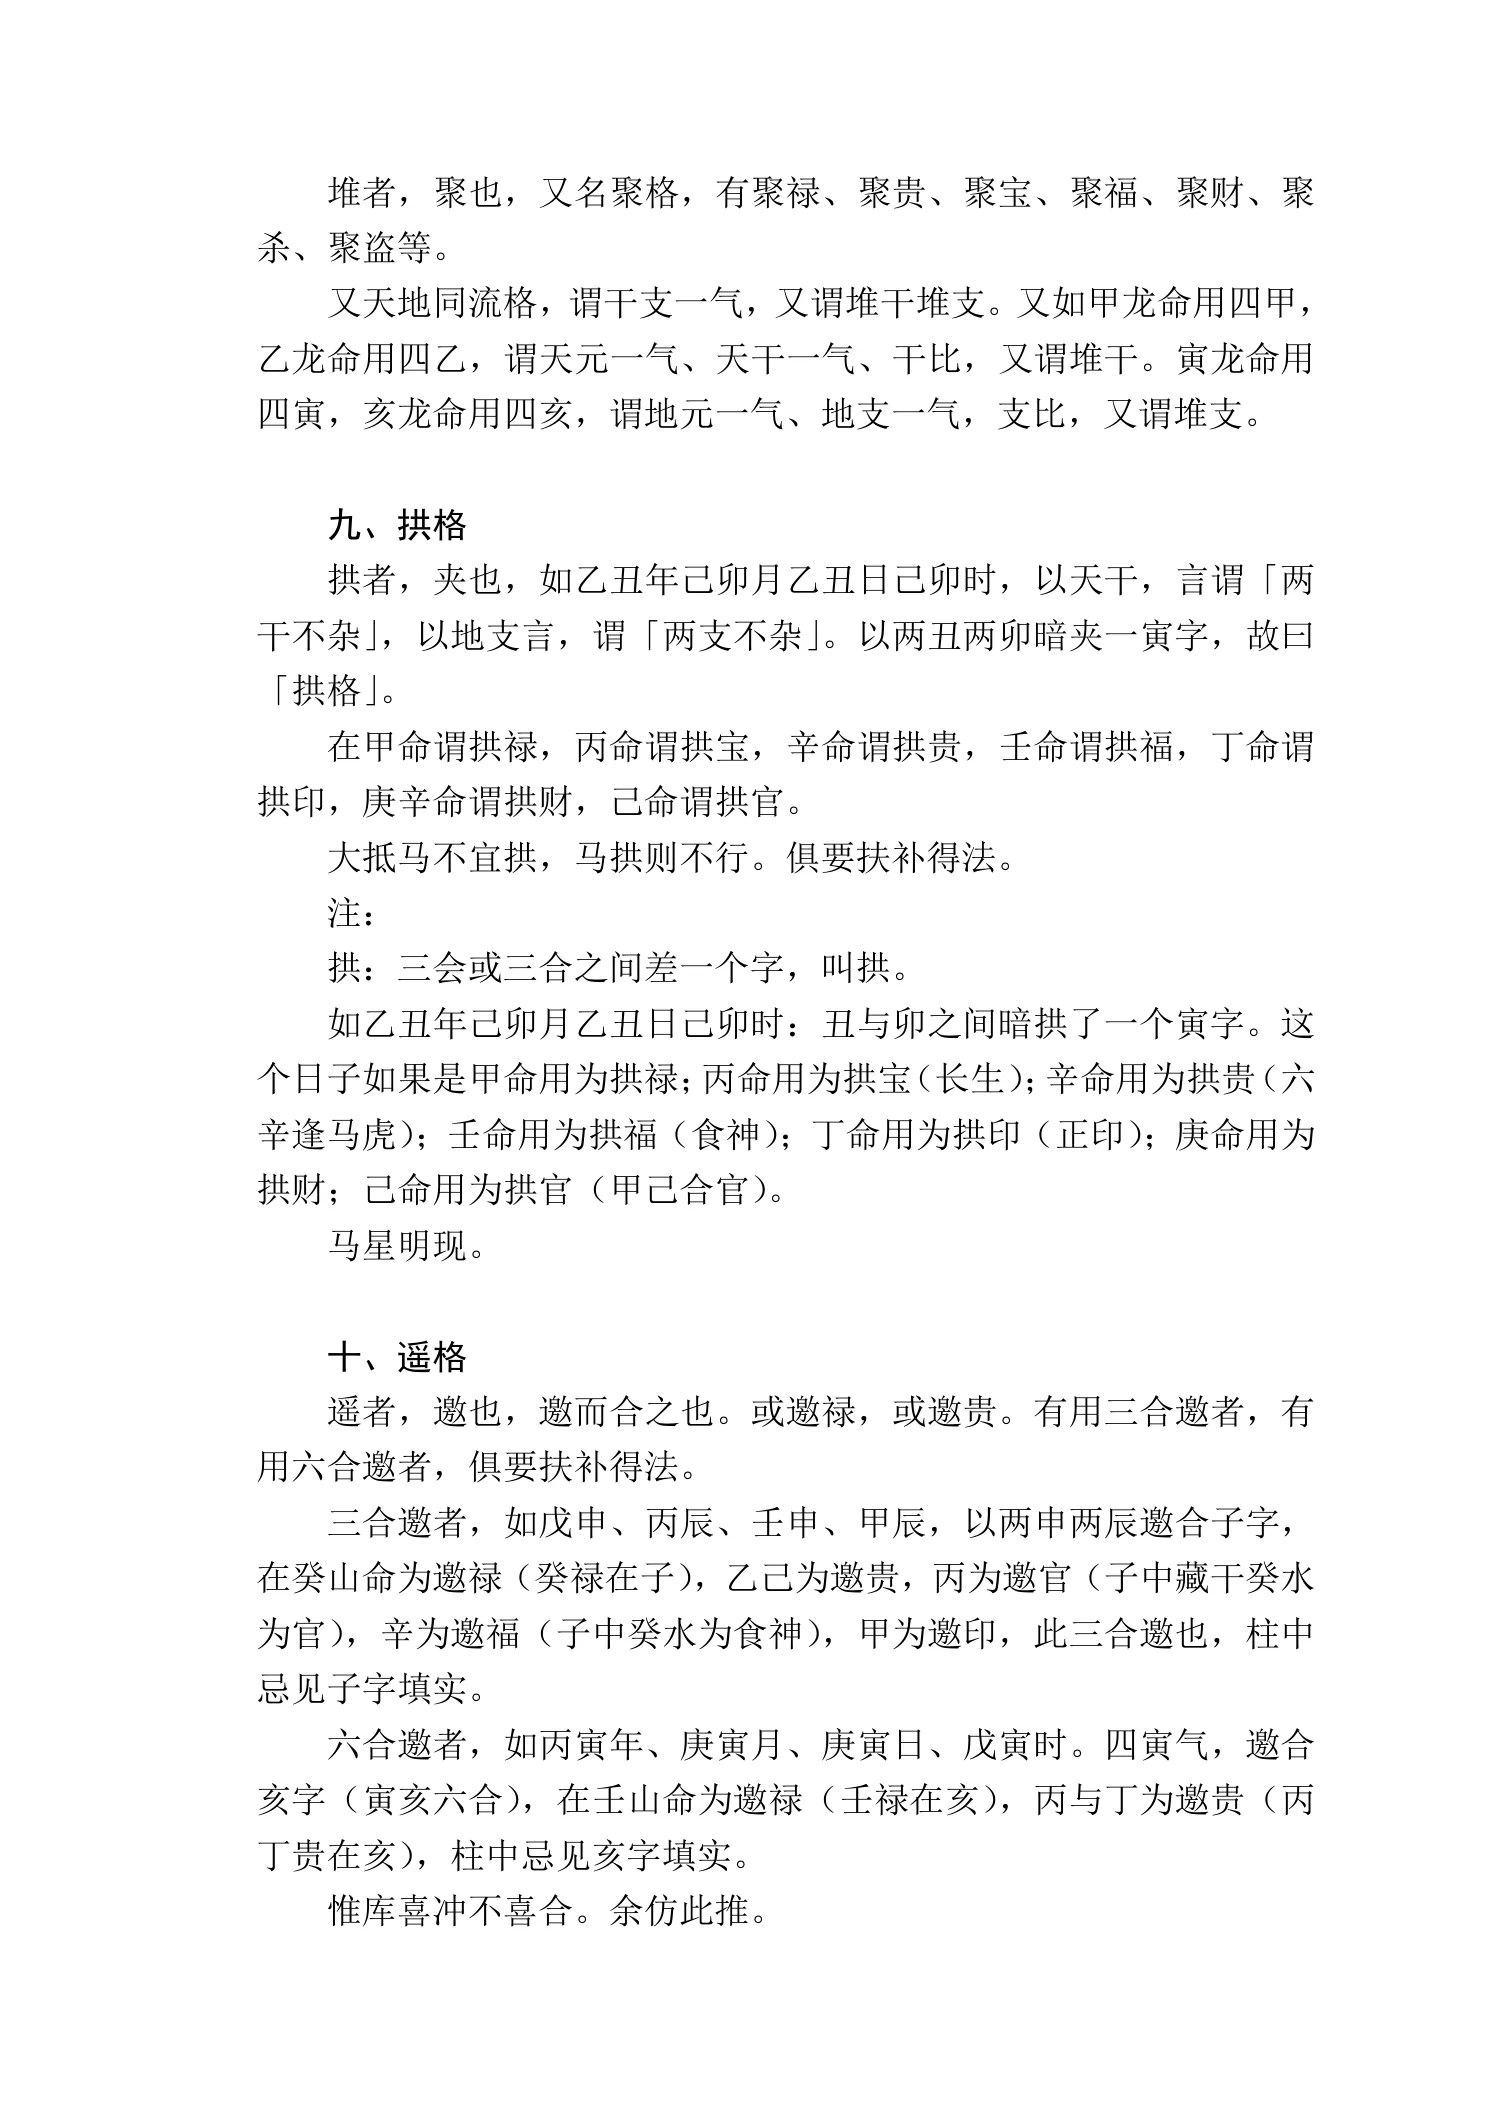 堆者，聚也，又名聚格，有聚禄、聚贵、聚宝、聚福、聚财、聚
杀、聚盗等。
又天地同流格，谓干支一气，又谓堆干堆支。又如甲龙命用四甲，
乙龙命用四乙，谓天元一气、天干一气、干比，又谓堆干。寅龙命用
四寅，亥龙命用四亥，谓地元一气、地支一气，支比，又谓堆支。
九、拱格
拱者，夹也，如乙丑年己卯月乙丑日己卯时，以天干，言谓「两
干不杂」，以地支言，谓「两支不杂」。以两丑两卯暗夹一寅字，故曰
「拱格」。
在甲命谓拱禄，丙命谓拱宝，辛命谓拱贵，壬命谓拱福，丁命谓
拱印，庚辛命谓拱财，己命谓拱官。
大抵马不宜拱，马拱则不行。俱要扶补得法。
注：
拱：三会或三合之间差一个字，叫拱。
如乙丑年己卯月乙丑日己卯时：丑与卯之间暗拱了一个寅字。这
个日子如果是甲命用为拱禄；丙命用为拱宝（长生）；辛命用为拱贵（六
辛逢马虎）；壬命用为拱福（食神）；丁命用为拱印（正印）；庚命用为
拱财；己命用为拱官（甲己合官）。
马星明现。
十、遥格
遥者，邀也，邀而合之也。或邀禄，或邀贵。有用三合邀者，有
用六合邀者，俱要扶补得法。
三合邀者，如戊申、丙辰、壬申、甲辰，以两申两辰邀合子字，
在癸山命为邀禄（癸禄在子），乙己为邀贵，丙为邀官（子中藏干癸水
为官），辛为邀福（子中癸水为食神），甲为邀印，此三合邀也，柱中
忌见子字填实。
六合邀者，如丙寅年、庚寅月、庚寅日、戊寅时。四寅气，邀合
亥字（寅亥六合），在壬山命为邀禄（壬禄在亥），丙与丁为邀贵（丙
丁贵在亥），柱中忌见亥字填实。
惟库喜冲不喜合。余仿此推。